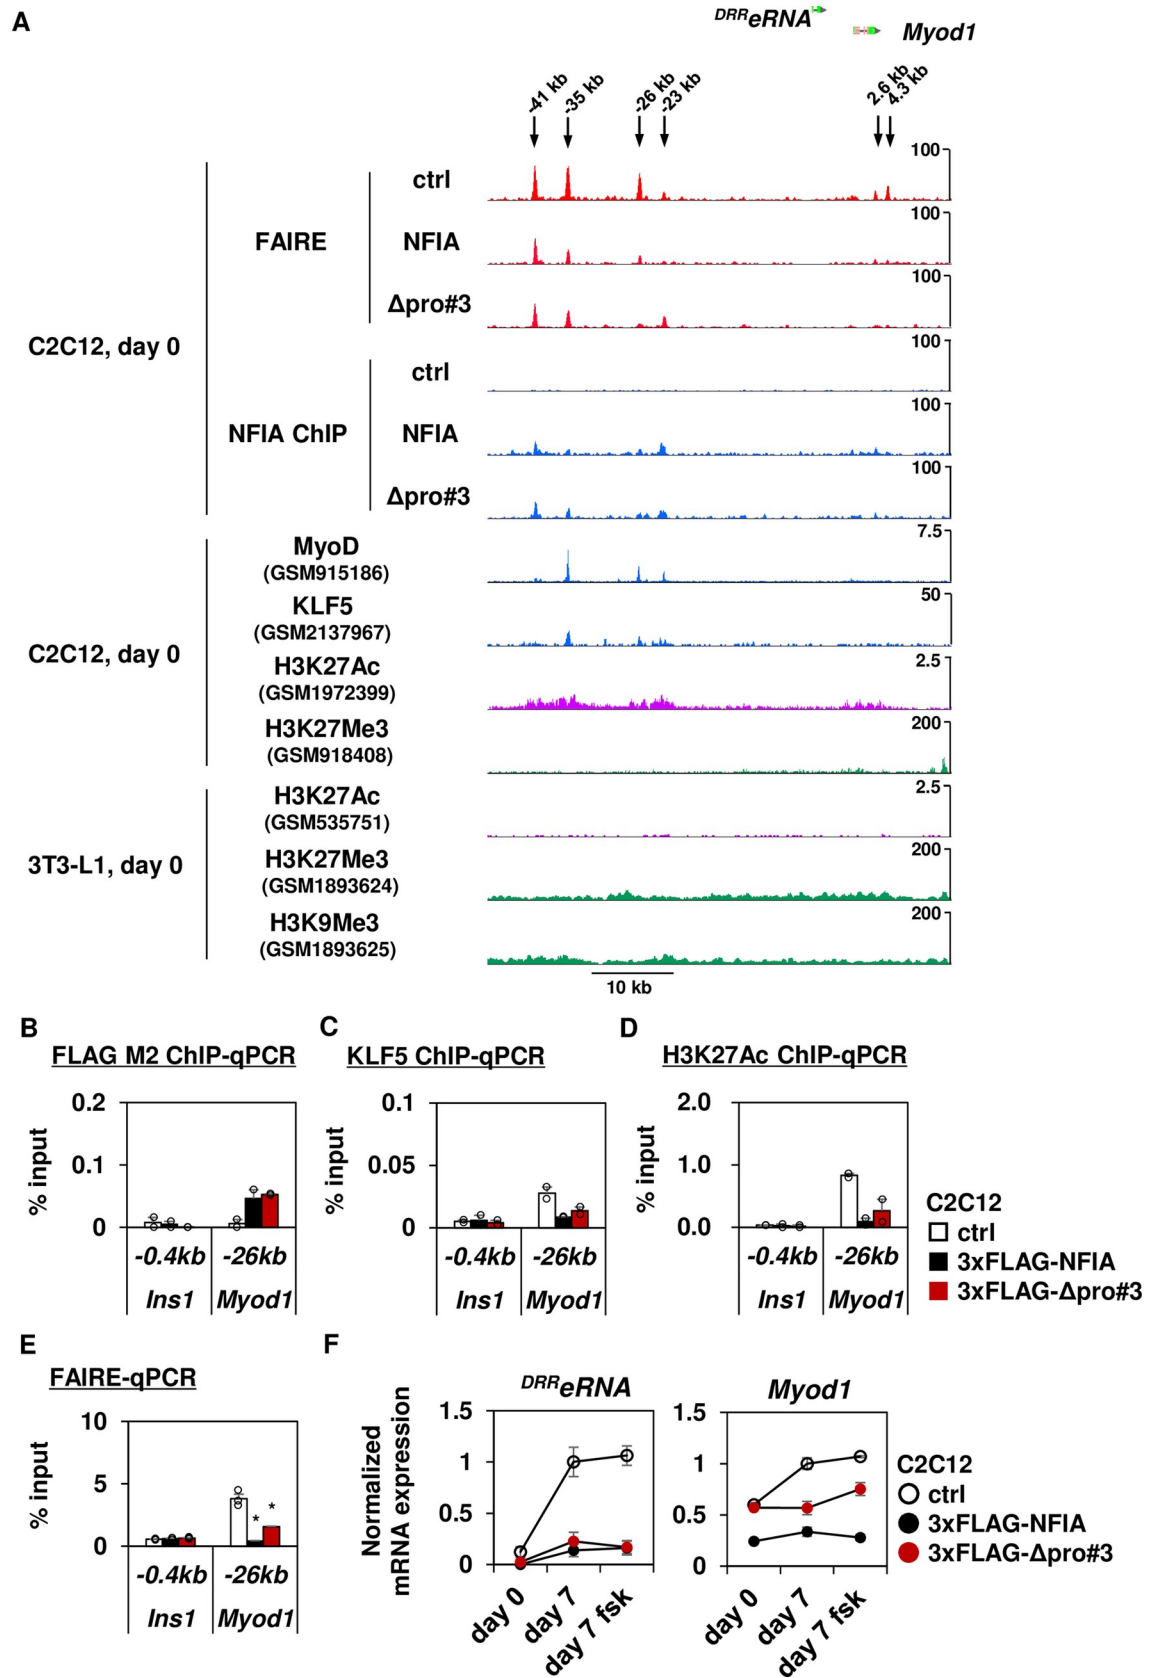 A
DRReRNA
Myod1
-41 kb
-35 kb
-26 kb
-23 kb
2.6 kb
4.3 kb
C2C12, day 0
FAIRE
ctrl
100
NFIA
100
Δpro#3
100
NFIA ChIP
ctrl
100
NFIA
100
Δpro#3
100
C2C12, day 0
MyoD
(GSM915186)
7.5
KLF5
(GSM2137967)
50
H3K27Ac
(GSM1972399)
2.5
H3K27Me3
(GSM918408)
200
3T3-L1, day 0
H3K27Ac
(GSM535751)
2.5
H3K27Me3
(GSM1893624)
200
H3K9Me3
(GSM1893625)
200
10 kb
B
FLAG M2 ChIP-qPCR
% input
0.2
0.1
0
-0.4kb
-26kb
Ins1
Myod1
C
KLF5 ChIP-qPCR
% input
0.1
0.05
0
-0.4kb
-26kb
Ins1
Myod1
D
H3K27Ac ChIP-qPCR
% input
2.0
1.0
0.0
-0.4kb
-26kb
Ins1
Myod1
C2C12
ctrl
3xFLAG-NFIA
3xFLAG-Δpro#3
E
FAIRE-qPCR
% input
10
5
0
* *
-0.4kb
-26kb
Ins1
Myod1
F
Normalized
mRNA expression
DRReRNA
1.5
1
0.5
0
day 0
day 7
day 7 fsk
Myod1
1.5
1
0.5
0
day 0
day 7
day 7 fsk
C2C12
ctrl
3xFLAG-NFIA
3xFLAG-Δpro#3